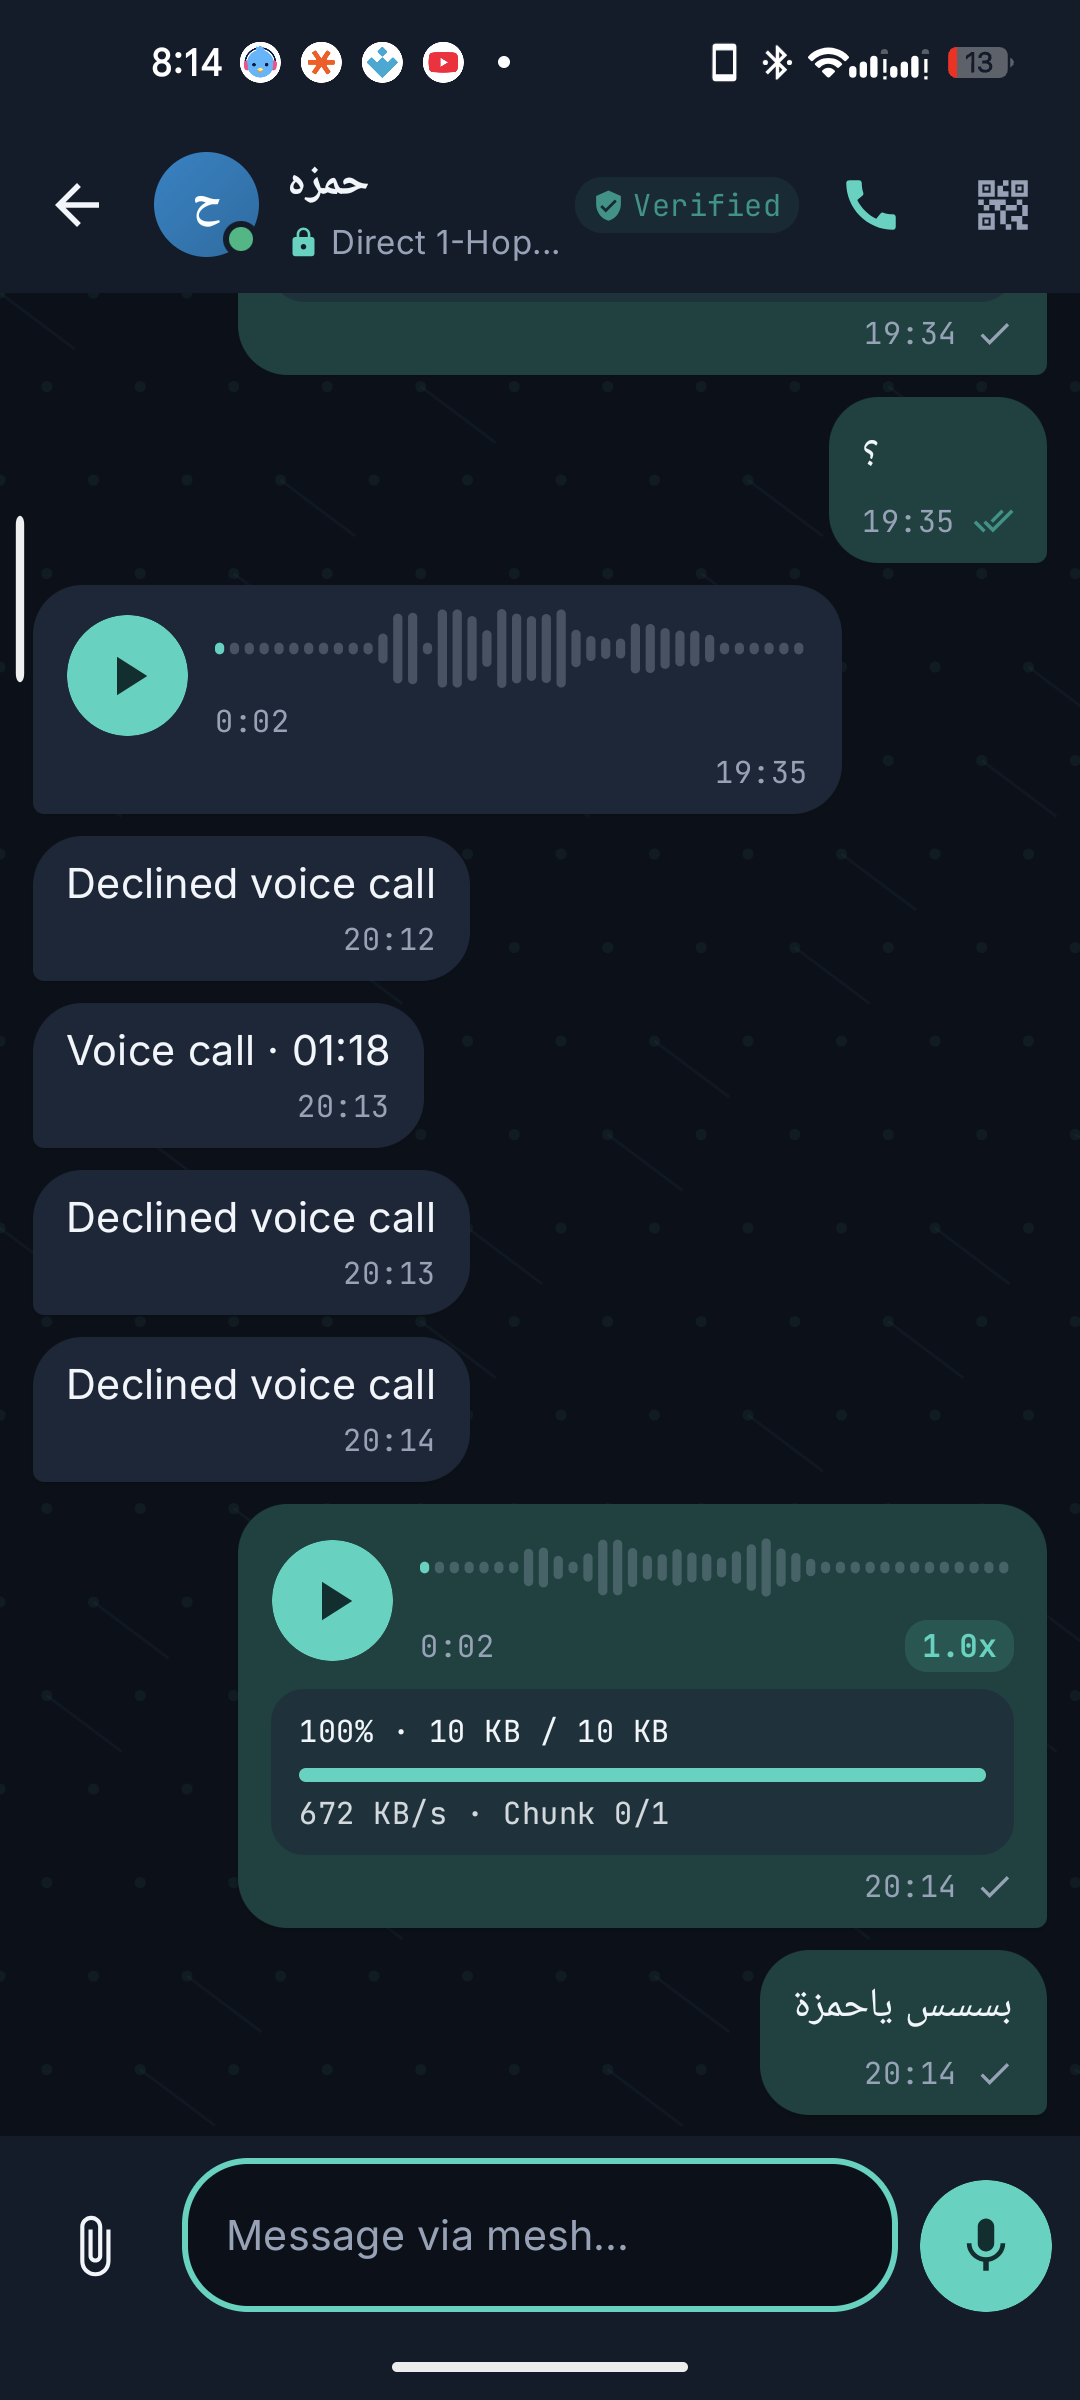 8:14
13
ح
حمزه
Direct 1-Hop...
Verified
19:34
؟
19:35
0:02
19:35
Declined voice call
20:12
Voice call · 01:18
20:13
Declined voice call
20:13
Declined voice call
20:14
0:02
1.0x
100% · 10 KB / 10 KB
672 KB/s · Chunk 0/1
20:14
بسسس ياحمزة
20:14
Message via mesh...